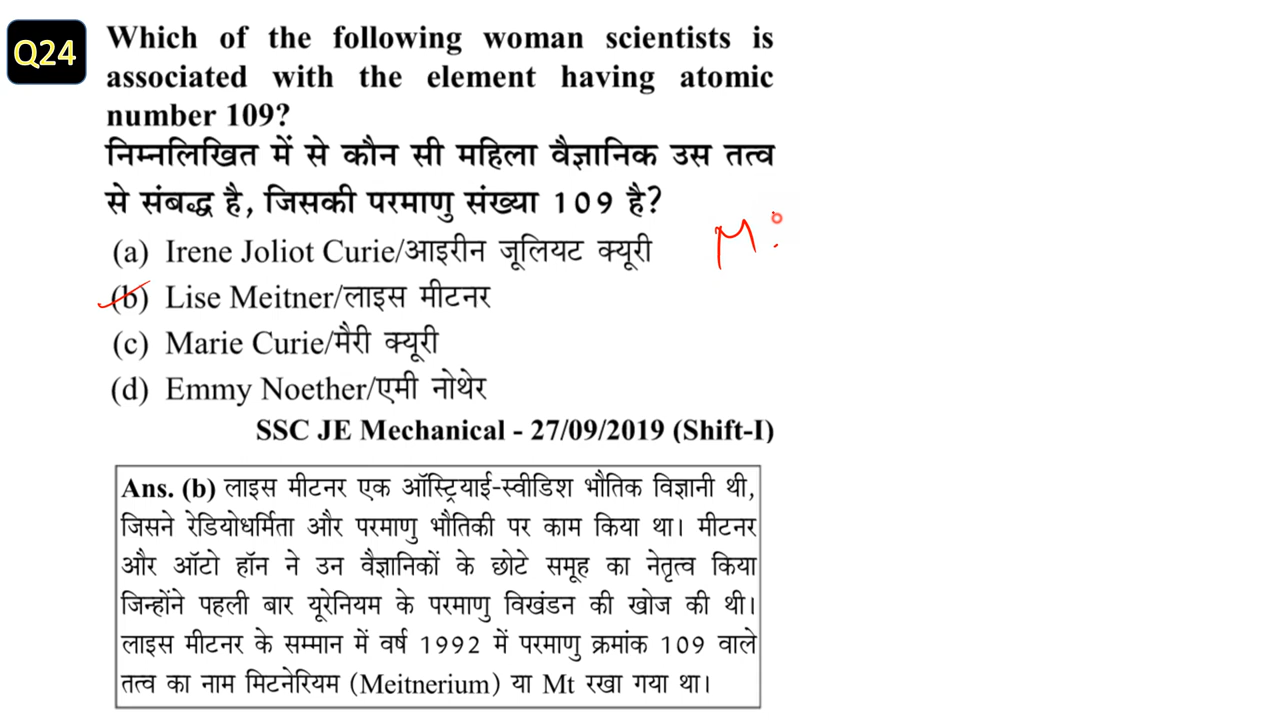 Q24
Which of the following woman scientists is
associated with the element having atomic
number 109?
निम्नलिखित में से कौन सी महिला वैज्ञानिक उस तत्व
से संबद्ध है, जिसकी परमाणु संख्या 109 है?
(a) Irene Joliot Curie/आइरीन जूलियट क्यूरी
(b) Lise Meitner/लाइस मीटनर
(c) Marie Curie/मैरी क्यूरी
(d) Emmy Noether/एमी नोथेर
SSC JE Mechanical - 27/09/2019 (Shift-I)
Ans. (b) लाइस मीटनर एक ऑस्ट्रियाई-स्वीडिश भौतिक विज्ञानी थी,
जिसने रेडियोधर्मिता और परमाणु भौतिकी पर काम किया था। मीटनर
और ऑटो हॉन ने उन वैज्ञानिकों के छोटे समूह का नेतृत्व किया
जिन्होंने पहली बार यूरेनियम के परमाणु विखंडन की खोज की थी।
लाइस मीटनर के सम्मान में वर्ष 1992 में परमाणु क्रमांक 109 वाले
तत्व का नाम मिटनेरियम (Meitnerium) या Mt रखा गया था।